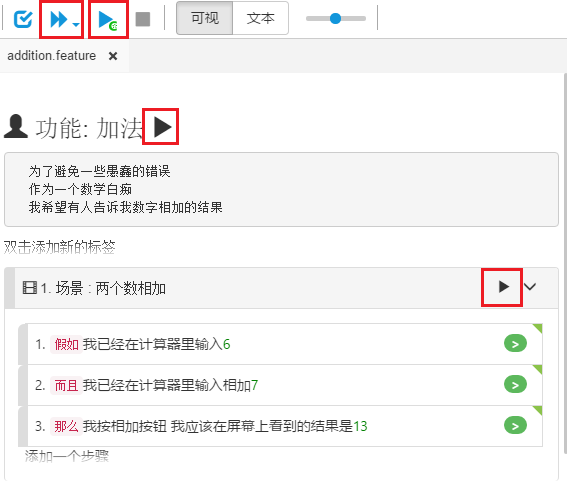 可视 文本
addition.feature
功能: 加法
为了避免一些愚蠢的错误
作为一个数学白痴
我希望有人告诉我数字相加的结果
双击添加新的标签
1. 场景 : 两个数相加
1. 假如 我已经在计算器里输入6
2. 而且 我已经在计算器里输入相加7
3. 那么 我按相加按钮 我应该在屏幕上看到的结果是13
添加一个步骤